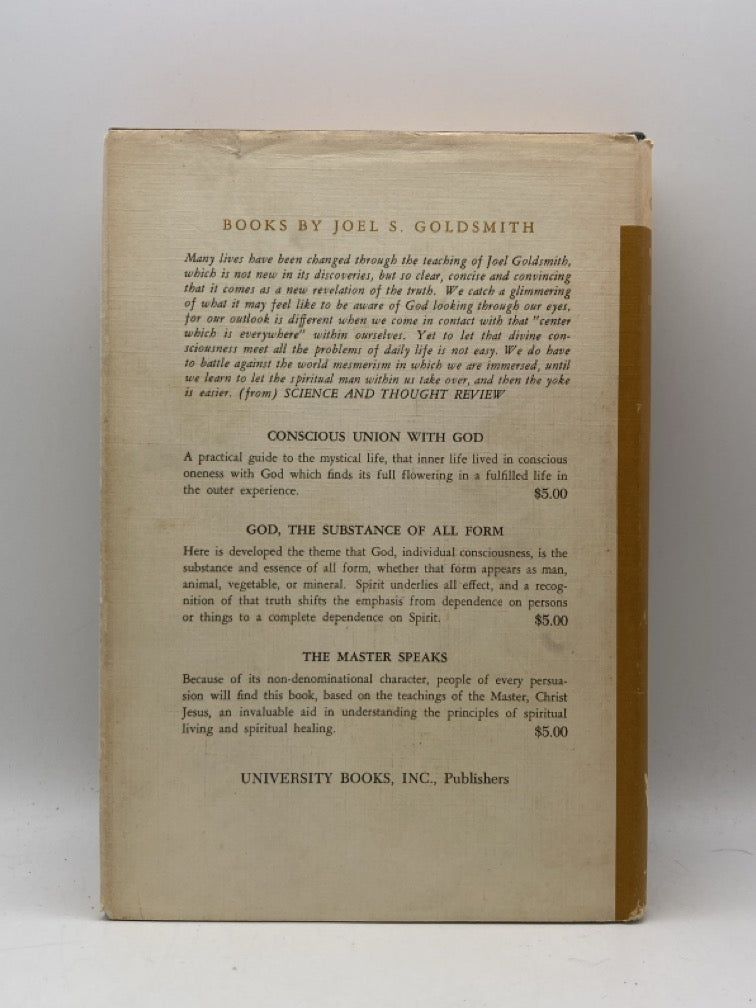 BOOKS BY JOEL S. GOLDSMITH
Many lives have been changed through the teaching of Joel Goldsmith,
which is not new in its discoveries, but so clear, concise and convincing
that it comes as a new revelation of the truth. We catch a glimmering
of what it may feel like to be aware of God looking through our eyes,
for our outlook is different when we come in contact with that "center
which is everywhere" within ourselves. Yet to let that divine con-
sciousness meet all the problems of daily life is not easy. We do have
to battle against the world mesmerism in which we are immersed, until
we learn to let the spiritual man within us take over, and then the yoke
is easier. (from) SCIENCE AND THOUGHT REVIEW
CONSCIOUS UNION WITH GOD
A practical guide to the mystical life, that inner life lived in conscious
oneness with God which finds its full flowering in a fulfilled life in
the outer experience. $5.00
GOD, THE SUBSTANCE OF ALL FORM
Here is developed the theme that God, individual consciousness, is the
substance and essence of all form, whether that form appears as man,
animal, vegetable, or mineral. Spirit underlies all effect, and a recog-
nition of that truth shifts the emphasis from dependence on persons
or things to a complete dependence on Spirit. $5.00
THE MASTER SPEAKS
Because of its non-denominational character, people of every persua-
sion will find this book, based on the teachings of the Master, Christ
Jesus, an invaluable aid in understanding the principles of spiritual
living and spiritual healing. $5.00
UNIVERSITY BOOKS, INC., Publishers